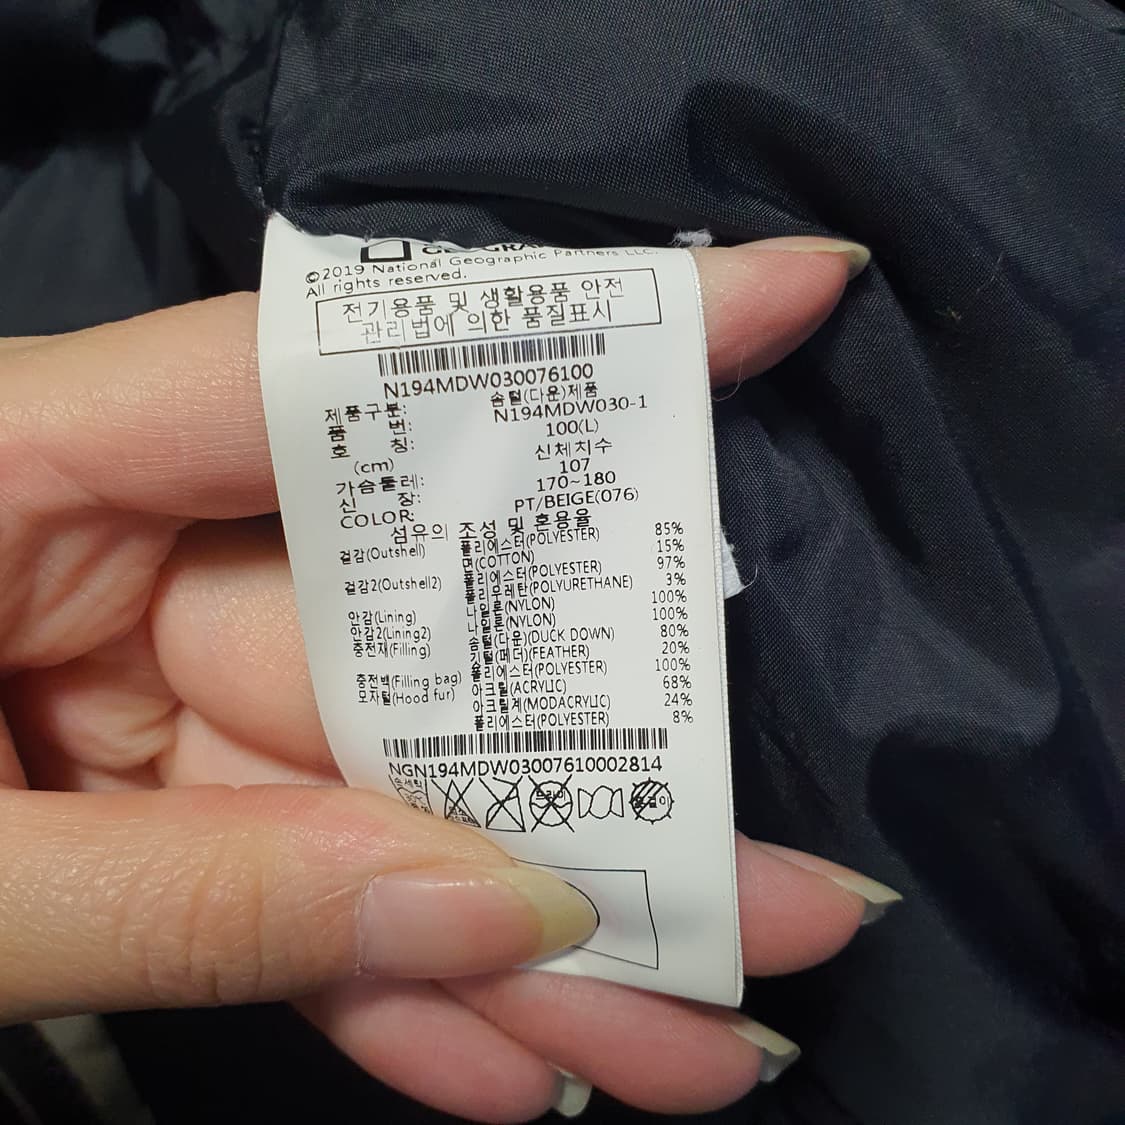 ©2019 National Geographic Partners LLC.
All rights reserved.
전기용품 및 생활용품 안전
관리법에 의한 품질표시
N194MDW030076100
제품구분: 솜털(다운)제품
품 번: N194MDW030-1
호 칭: 100(L)
(cm) 신체치수
가슴둘레: 107
신 장: 170~180
COLOR: PT/BEIGE(076)
섬유의 조성 및 혼용율
겉감(Outshell) 폴리에스터(POLYESTER) 85%
면(COTTON) 15%
겉감2(Outshell2) 폴리에스터(POLYESTER) 97%
폴리우레탄(POLYURETHANE) 3%
안감(Lining) 나일론(NYLON) 100%
안감2(Lining2) 나일론(NYLON) 100%
충전재(Filling) 솜털(다운)(DUCK DOWN) 80%
깃털(페더)(FEATHER) 20%
충전백(Filling bag) 폴리에스터(POLYESTER) 100%
모자털(Hood fur) 아크릴(ACRYLIC) 68%
아크릴계(MODACRYLIC) 24%
폴리에스터(POLYESTER) 8%
NGN194MDW03007610002814
손세탁
드라이
옷걸이